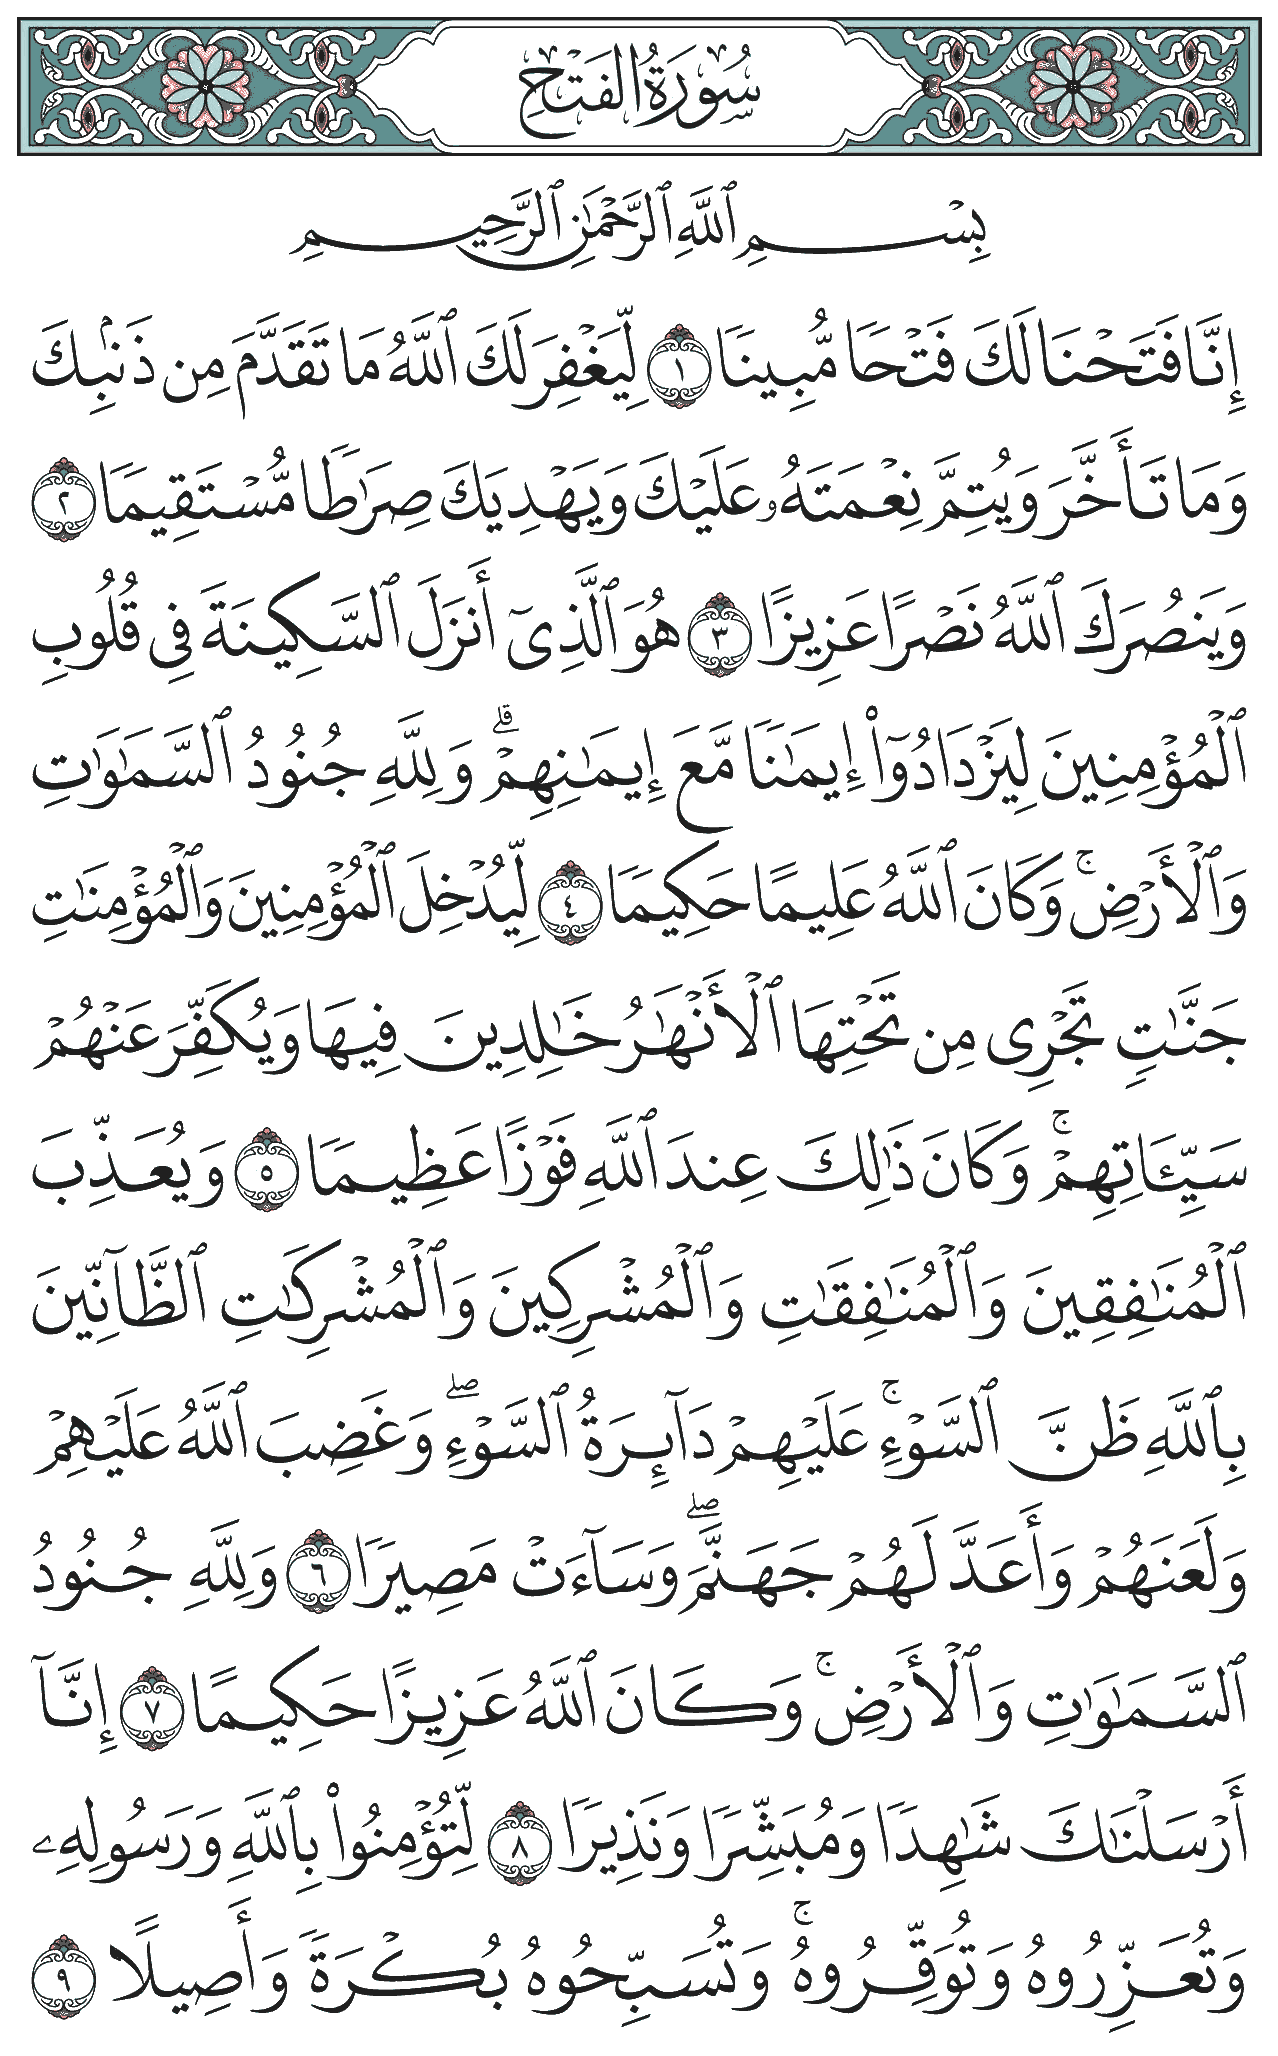 سُورَةُ الفَتۡحِ
بِسۡمِ ٱللَّهِ ٱلرَّحۡمَٰنِ ٱلرَّحِيمِ
إِنَّا فَتَحۡنَا لَكَ فَتۡحٗا مُّبِينٗا ١ لِّيَغۡفِرَ لَكَ ٱللَّهُ مَا تَقَدَّمَ مِن ذَنۢبِكَ
وَمَا تَأَخَّرَ وَيُتِمَّ نِعۡمَتَهُۥ عَلَيۡكَ وَيَهۡدِيَكَ صِرَٰطٗا مُّسۡتَقِيمٗا ٢
وَيَنصُرَكَ ٱللَّهُ نَصۡرًا عَزِيزًا ٣ هُوَ ٱلَّذِيٓ أَنزَلَ ٱلسَّكِينَةَ فِي قُلُوبِ
ٱلۡمُؤۡمِنِينَ لِيَزۡدَادُوٓاْ إِيمَٰنٗا مَّعَ إِيمَٰنِهِمۡۗ وَلِلَّهِ جُنُودُ ٱلسَّمَٰوَٰتِ
وَٱلۡأَرۡضِۚ وَكَانَ ٱللَّهُ عَلِيمًا حَكِيمٗا ٤ لِّيُدۡخِلَ ٱلۡمُؤۡمِنِينَ وَٱلۡمُؤۡمِنَٰتِ
جَنَّٰتٖ تَجۡرِي مِن تَحۡتِهَا ٱلۡأَنۡهَٰرُ خَٰلِدِينَ فِيهَا وَيُكَفِّرَ عَنۡهُمۡ
سَيِّـَٔاتِهِمۡۚ وَكَانَ ذَٰلِكَ عِندَ ٱللَّهِ فَوۡزًا عَظِيمٗا ٥ وَيُعَذِّبَ
ٱلۡمُنَٰفِقِينَ وَٱلۡمُنَٰفِقَٰتِ وَٱلۡمُشۡرِكِينَ وَٱلۡمُشۡرِكَٰتِ ٱلظَّآنِّينَ
بِٱللَّهِ ظَنَّ ٱلسَّوۡءِۚ عَلَيۡهِمۡ دَآئِرَةُ ٱلسَّوۡءِۖ وَغَضِبَ ٱللَّهُ عَلَيۡهِمۡ
وَلَعَنَهُمۡ وَأَعَدَّ لَهُمۡ جَهَنَّمَۖ وَسَآءَتۡ مَصِيرٗا ٦ وَلِلَّهِ جُنُودُ
ٱلسَّمَٰوَٰتِ وَٱلۡأَرۡضِۚ وَكَانَ ٱللَّهُ عَزِيزًا حَكِيمًا ٧ إِنَّآ
أَرۡسَلۡنَٰكَ شَٰهِدٗا وَمُبَشِّرٗا وَنَذِيرٗا ٨ لِّتُؤۡمِنُواْ بِٱللَّهِ وَرَسُولِهِۦ
وَتُعَزِّرُوهُ وَتُوَقِّرُوهُۚ وَتُسَبِّحُوهُ بُكۡرَةٗ وَأَصِيلًا ٩